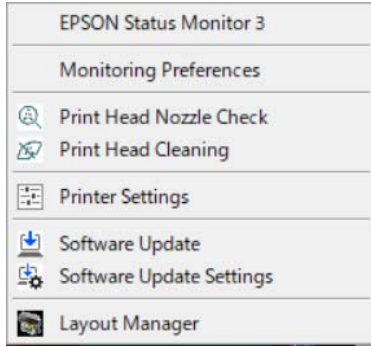 EPSON Status Monitor 3
Monitoring Preferences
Print Head Nozzle Check
Print Head Cleaning
Printer Settings
Software Update
Software Update Settings
Layout Manager